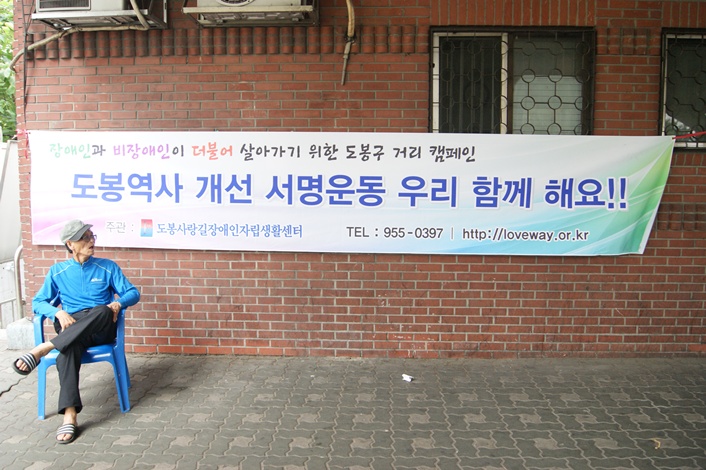 장애인과 비장애인이 더불어 살아가기 위한 도봉구 거리 캠페인
도봉역사 개선 서명운동 우리 함께 해요!!
주관 : 도봉사랑길장애인자립생활센터 TEL : 955-0397 | http://loveway.or.kr